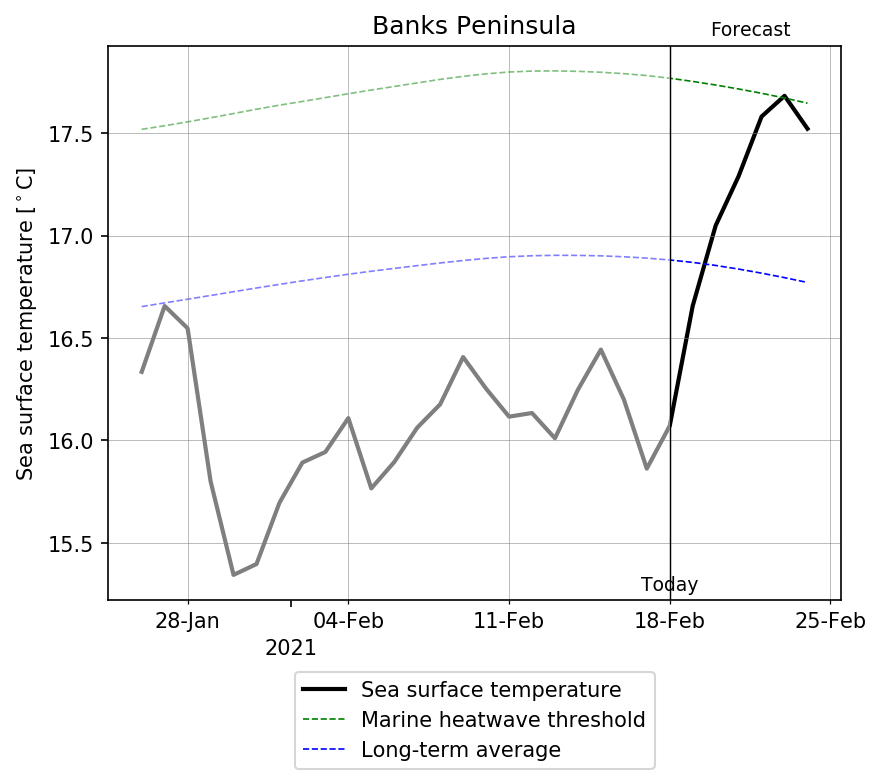 Banks Peninsula
Forecast
Sea surface temperature [°C]
17.5
17.0
16.5
16.0
15.5
Today
28-Jan 04-Feb 11-Feb 18-Feb 25-Feb
2021
Sea surface temperature
Marine heatwave threshold
Long-term average